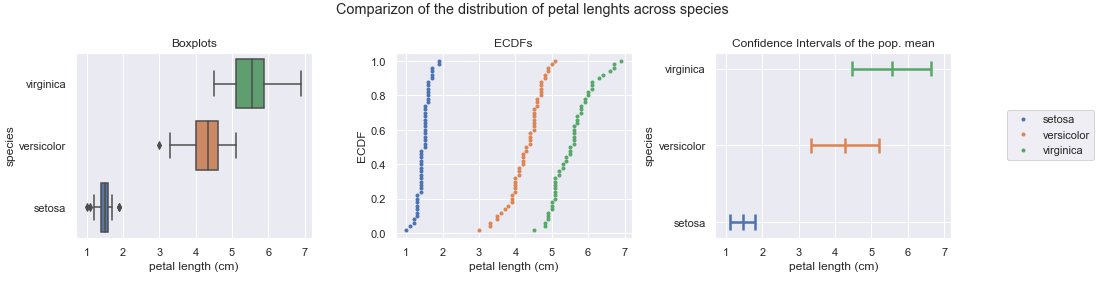 Comparizon of the distribution of petal lenghts across species
Boxplots
virginica
versicolor
setosa
species
1 2 3 4 5 6 7
petal length (cm)
ECDFs
1.0
0.8
0.6
0.4
0.2
0.0
ECDF
1 2 3 4 5 6 7
petal length (cm)
Confidence Intervals of the pop. mean
virginica
versicolor
setosa
species
1 2 3 4 5 6 7
petal length (cm)
setosa
versicolor
virginica